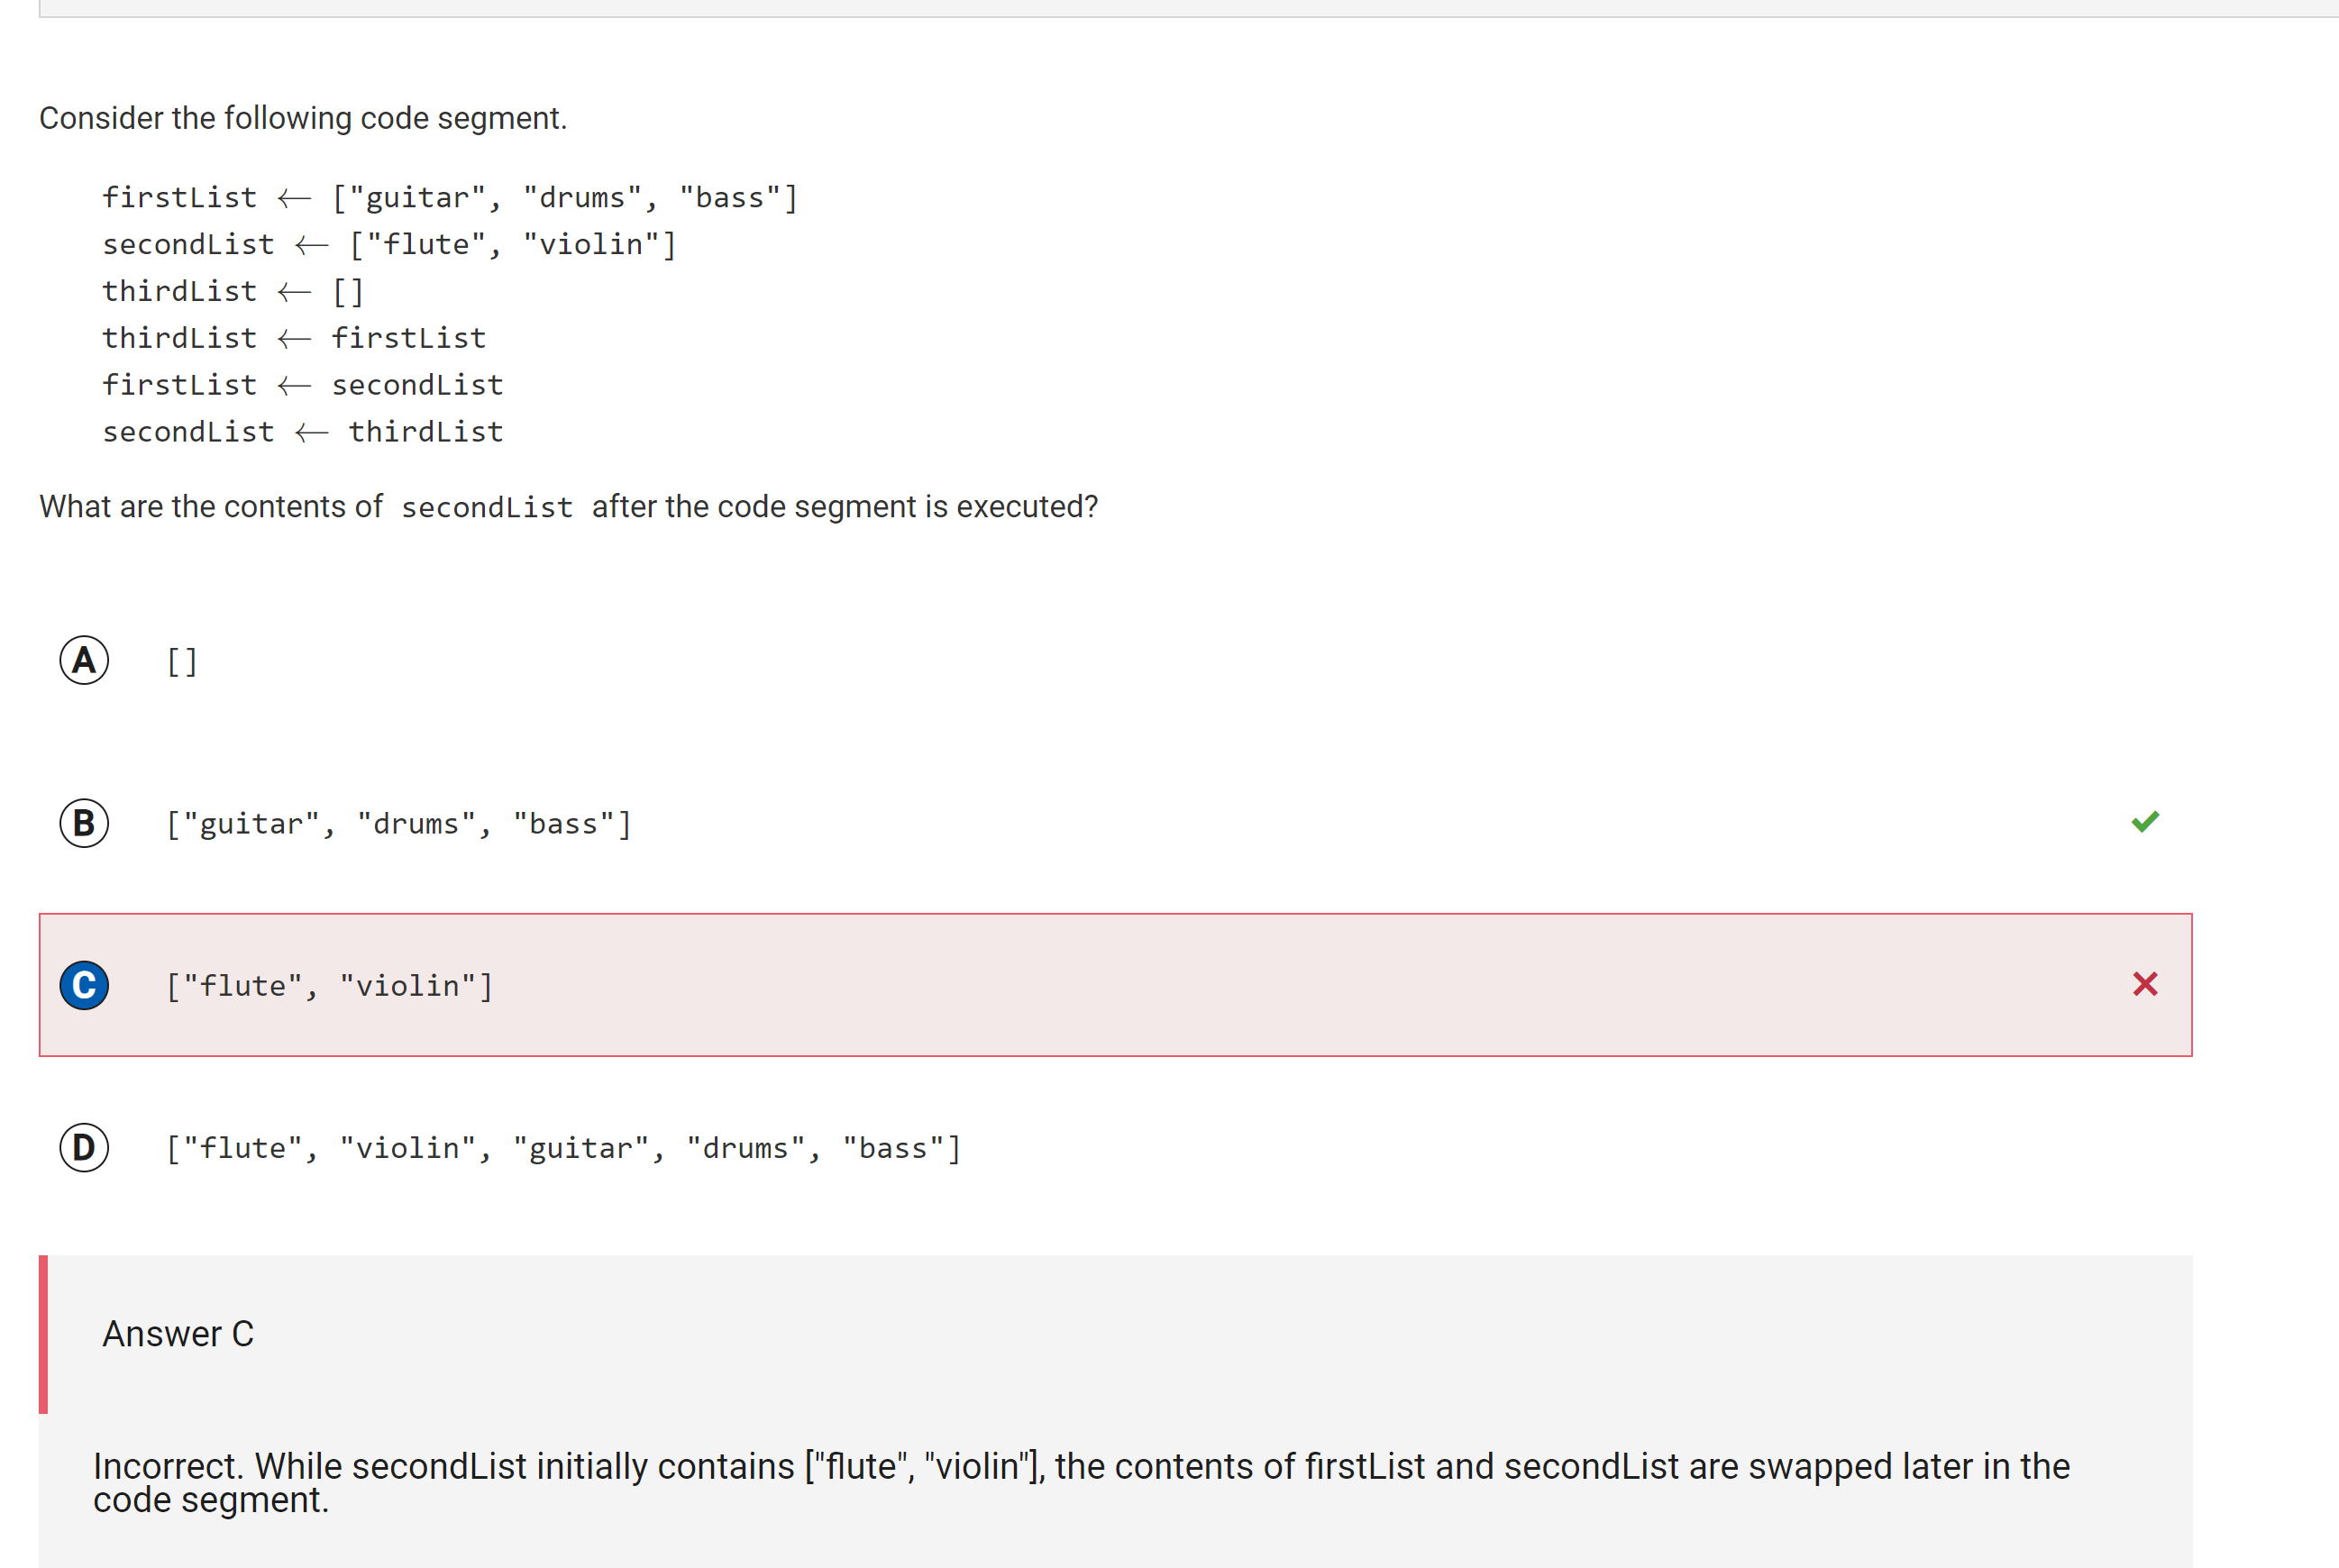 Consider the following code segment.
firstList ← ["guitar", "drums", "bass"]
secondList ← ["flute", "violin"]
thirdList ← []
thirdList ← firstList
firstList ← secondList
secondList ← thirdList
What are the contents of secondList after the code segment is executed?
A []
B ["guitar", "drums", "bass"]
C ["flute", "violin"]
D ["flute", "violin", "guitar", "drums", "bass"]
Answer C
Incorrect. While secondList initially contains ["flute", "violin"], the contents of firstList and secondList are swapped later in the
code segment.